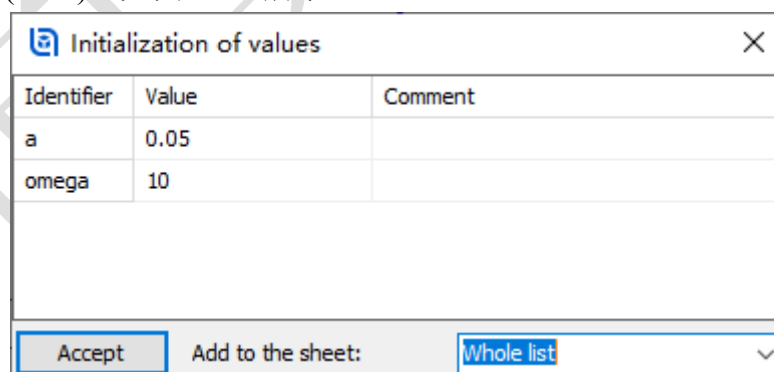 Initialization of values
Identifier Value Comment
a 0.05
omega 10
Accept Add to the sheet: Whole list